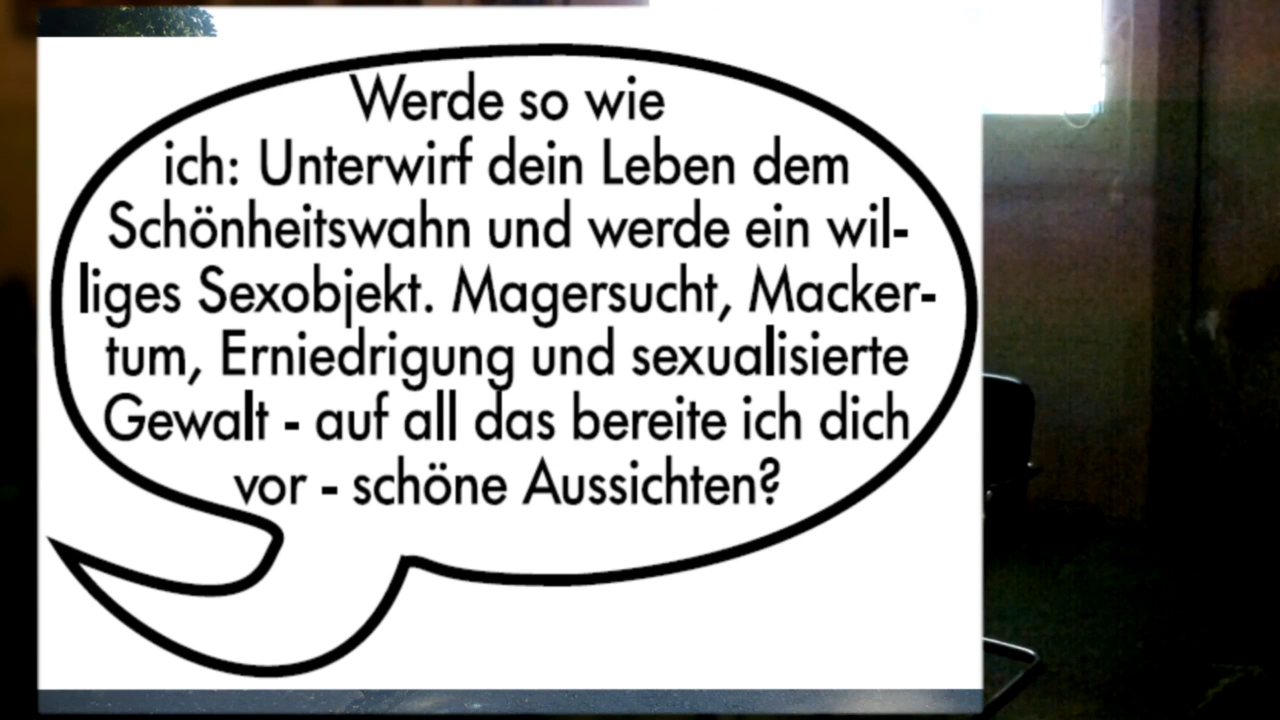 Werde so wie
ich: Unterwirf dein Leben dem
Schönheitswahn und werde ein wil-
liges Sexobjekt. Magersucht, Macker-
tum, Erniedrigung und sexualisierte
Gewalt - auf all das bereite ich dich
vor - schöne Aussichten?